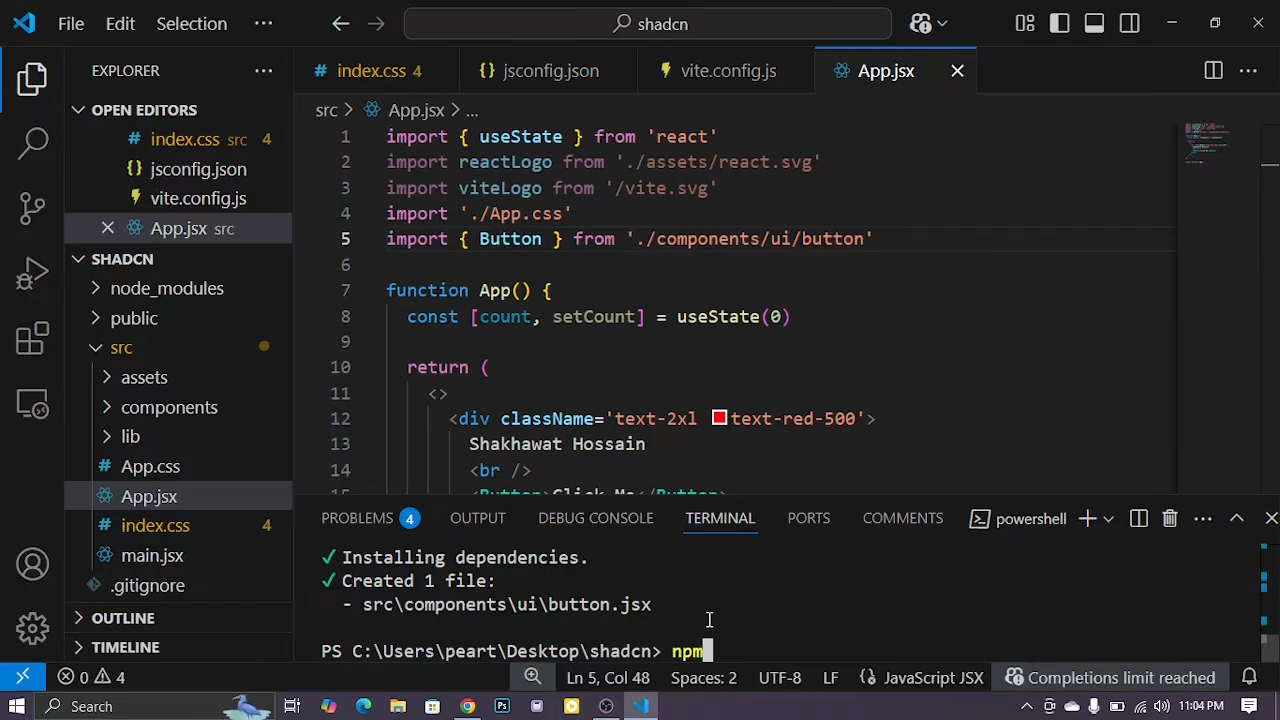 File Edit Selection ··· shadcn
EXPLORER ···
OPEN EDITORS
# index.css src 4
{} jsconfig.json
vite.config.js
App.jsx src
SHADCN
node_modules
public
src
assets
components
lib
# App.css
App.jsx
# index.css 4
main.jsx
.gitignore
OUTLINE
TIMELINE
# index.css 4 {} jsconfig.json vite.config.js App.jsx
src > App.jsx > ...
1 import { useState } from 'react'
2 import reactLogo from './assets/react.svg'
3 import viteLogo from '/vite.svg'
4 import './App.css'
5 import { Button } from './components/ui/button'
6
7 function App() {
8 const [count, setCount] = useState(0)
9
10 return (
11 <>
12 <div className='text-2xl text-red-500'>
13 Shakhawat Hossain
14 <br />
15 <Button>Click Me</Button>
PROBLEMS 4 OUTPUT DEBUG CONSOLE TERMINAL PORTS COMMENTS powershell
✓ Installing dependencies.
✓ Created 1 file:
- src\components\ui\button.jsx
PS C:\Users\peart\Desktop\shadcn> npm
0 4 Ln 5, Col 48 Spaces: 2 UTF-8 LF {} JavaScript JSX Completions limit reached
Search Ps 11:04 PM